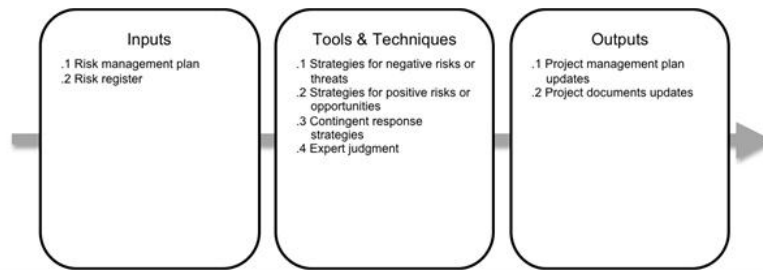 Inputs
.1 Risk management plan
.2 Risk register
Tools & Techniques
.1 Strategies for negative risks or
threats
.2 Strategies for positive risks or
opportunities
.3 Contingent response
strategies
.4 Expert judgment
Outputs
.1 Project management plan
updates
.2 Project documents updates